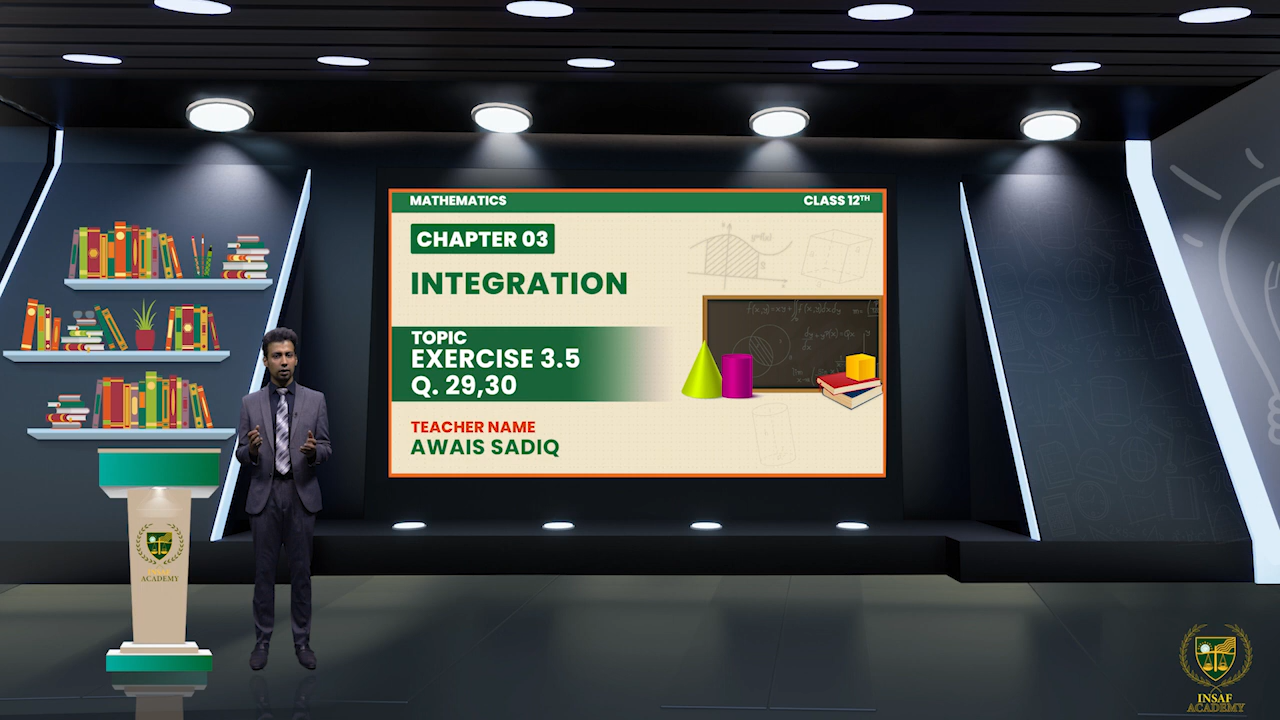 MATHEMATICS
CLASS 12TH
CHAPTER 03
INTEGRATION
TOPIC
EXERCISE 3.5
Q. 29,30
TEACHER NAME
AWAIS SADIQ
INSAF
ACADEMY
INSAF
ACADEMY